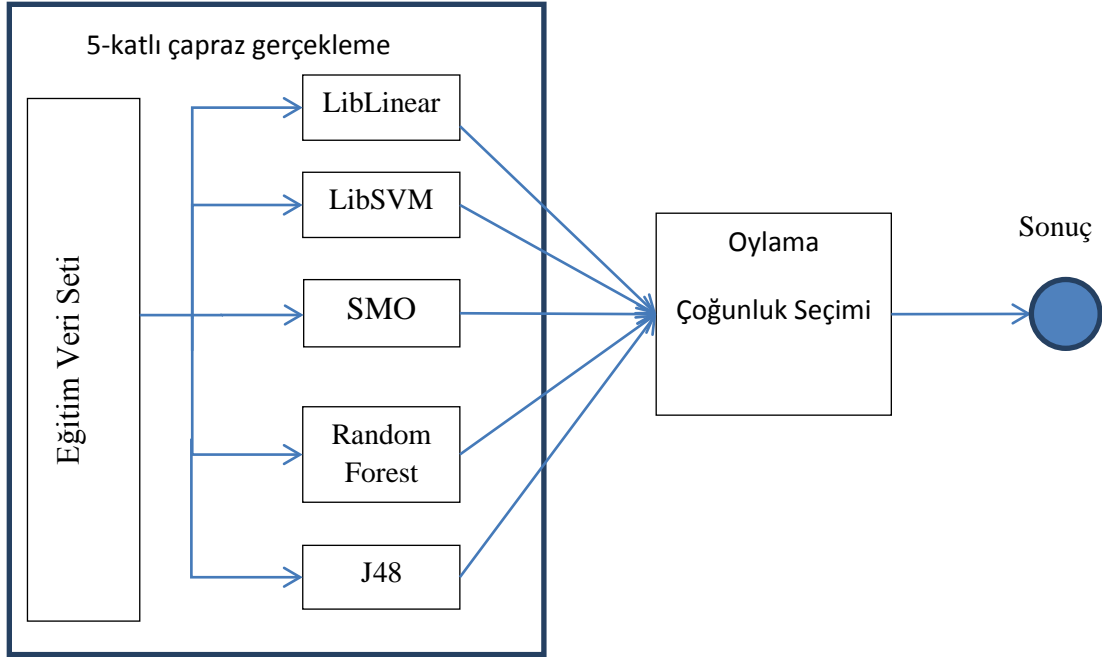 5-katlı çapraz gerçekleme
Eğitim Veri Seti
LibLinear
LibSVM
SMO
Random
Forest
J48
Oylama
Çoğunluk Seçimi
Sonuç